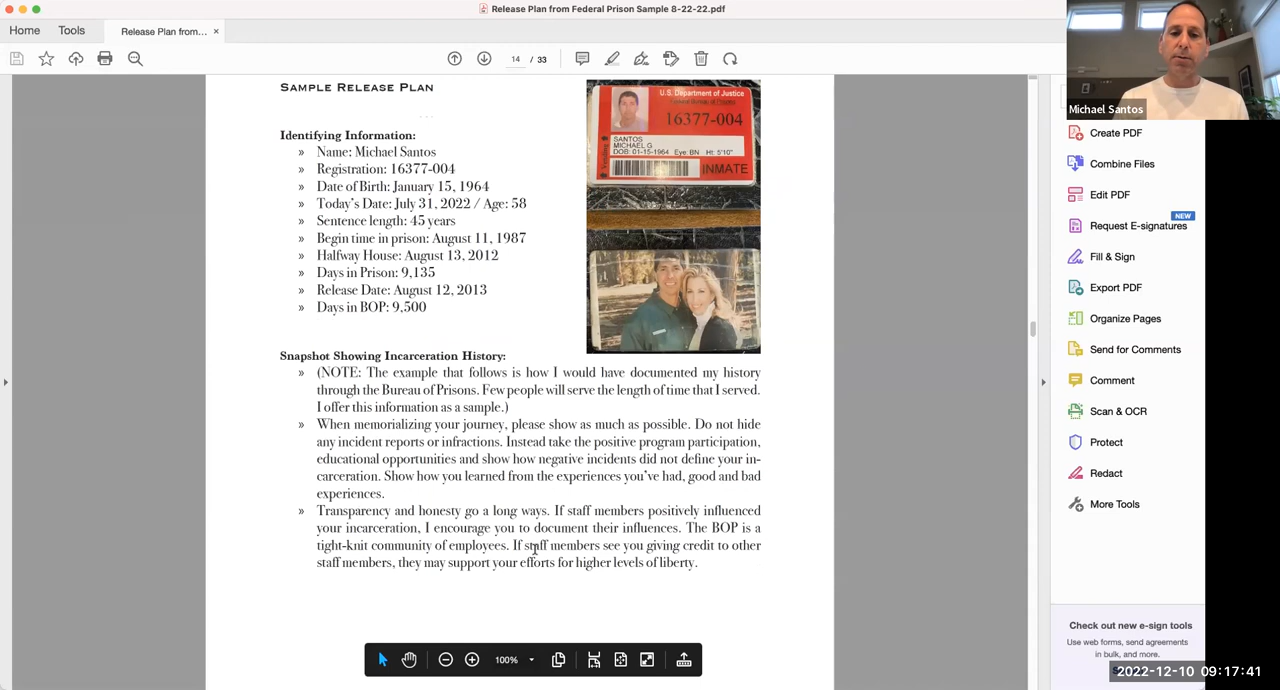 Release Plan from Federal Prison Sample 8-22-22.pdf
Home
Tools
Release Plan from...
14 / 33
Michael Santos
SAMPLE RELEASE PLAN
U.S. Department of Justice
Federal Bureau of Prisons
16377-004
SANTOS
MICHAEL G
DOB: 01-15-1964 Eye: BN Ht: 5'10"
INMATE
Identifying Information:
» Name: Michael Santos
» Registration: 16377-004
» Date of Birth: January 15, 1964
» Today's Date: July 31, 2022 / Age: 58
» Sentence length: 45 years
» Begin time in prison: August 11, 1987
» Halfway House: August 13, 2012
» Days in Prison: 9,135
» Release Date: August 12, 2013
» Days in BOP: 9,500
Snapshot Showing Incarceration History:
» (NOTE: The example that follows is how I would have documented my history
through the Bureau of Prisons. Few people will serve the length of time that I served.
I offer this information as a sample.)
» When memorializing your journey, please show as much as possible. Do not hide
any incident reports or infractions. Instead take the positive program participation,
educational opportunities and show how negative incidents did not define your in-
carceration. Show how you learned from the experiences you've had, good and bad
experiences.
» Transparency and honesty go a long ways. If staff members positively influenced
your incarceration, I encourage you to document their influences. The BOP is a
tight-knit community of employees. If staff members see you giving credit to other
staff members, they may support your efforts for higher levels of liberty.
100%
Create PDF
Combine Files
Edit PDF
NEW
Request E-signatures
Fill & Sign
Export PDF
Organize Pages
Send for Comments
Comment
Scan & OCR
Protect
Redact
More Tools
Check out new e-sign tools
Use web forms, send agreements
in bulk, and more.
2022-12-10 09:17:41